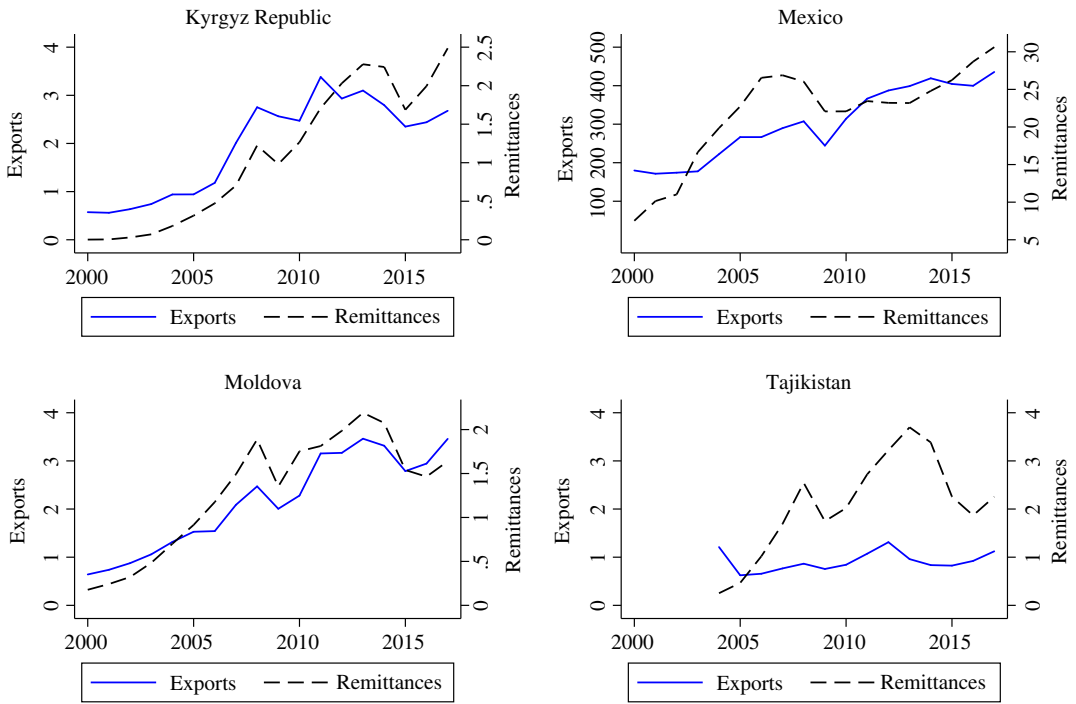 Kyrgyz Republic
Exports
0 1 2 3 4
Remittances
0 .5 1 1.5 2 2.5
2000 2005 2010 2015
Exports Remittances
Mexico
Exports
100 200 300 400 500
Remittances
5 10 15 20 25 30
2000 2005 2010 2015
Exports Remittances
Moldova
Exports
0 1 2 3 4
Remittances
0 .5 1 1.5 2
2000 2005 2010 2015
Exports Remittances
Tajikistan
Exports
0 1 2 3 4
Remittances
0 1 2 3 4
2000 2005 2010 2015
Exports Remittances